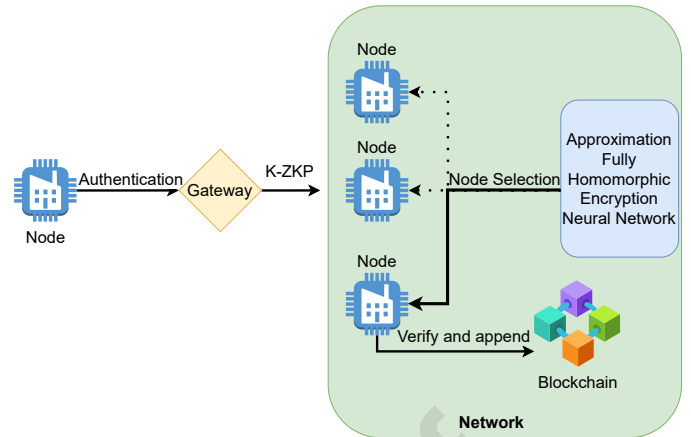 Node
Authentication
Gateway
K-ZKP
Node
Node
Node
Node Selection
Approximation
Fully
Homomorphic
Encryption
Neural Network
Verify and append
Blockchain
Network